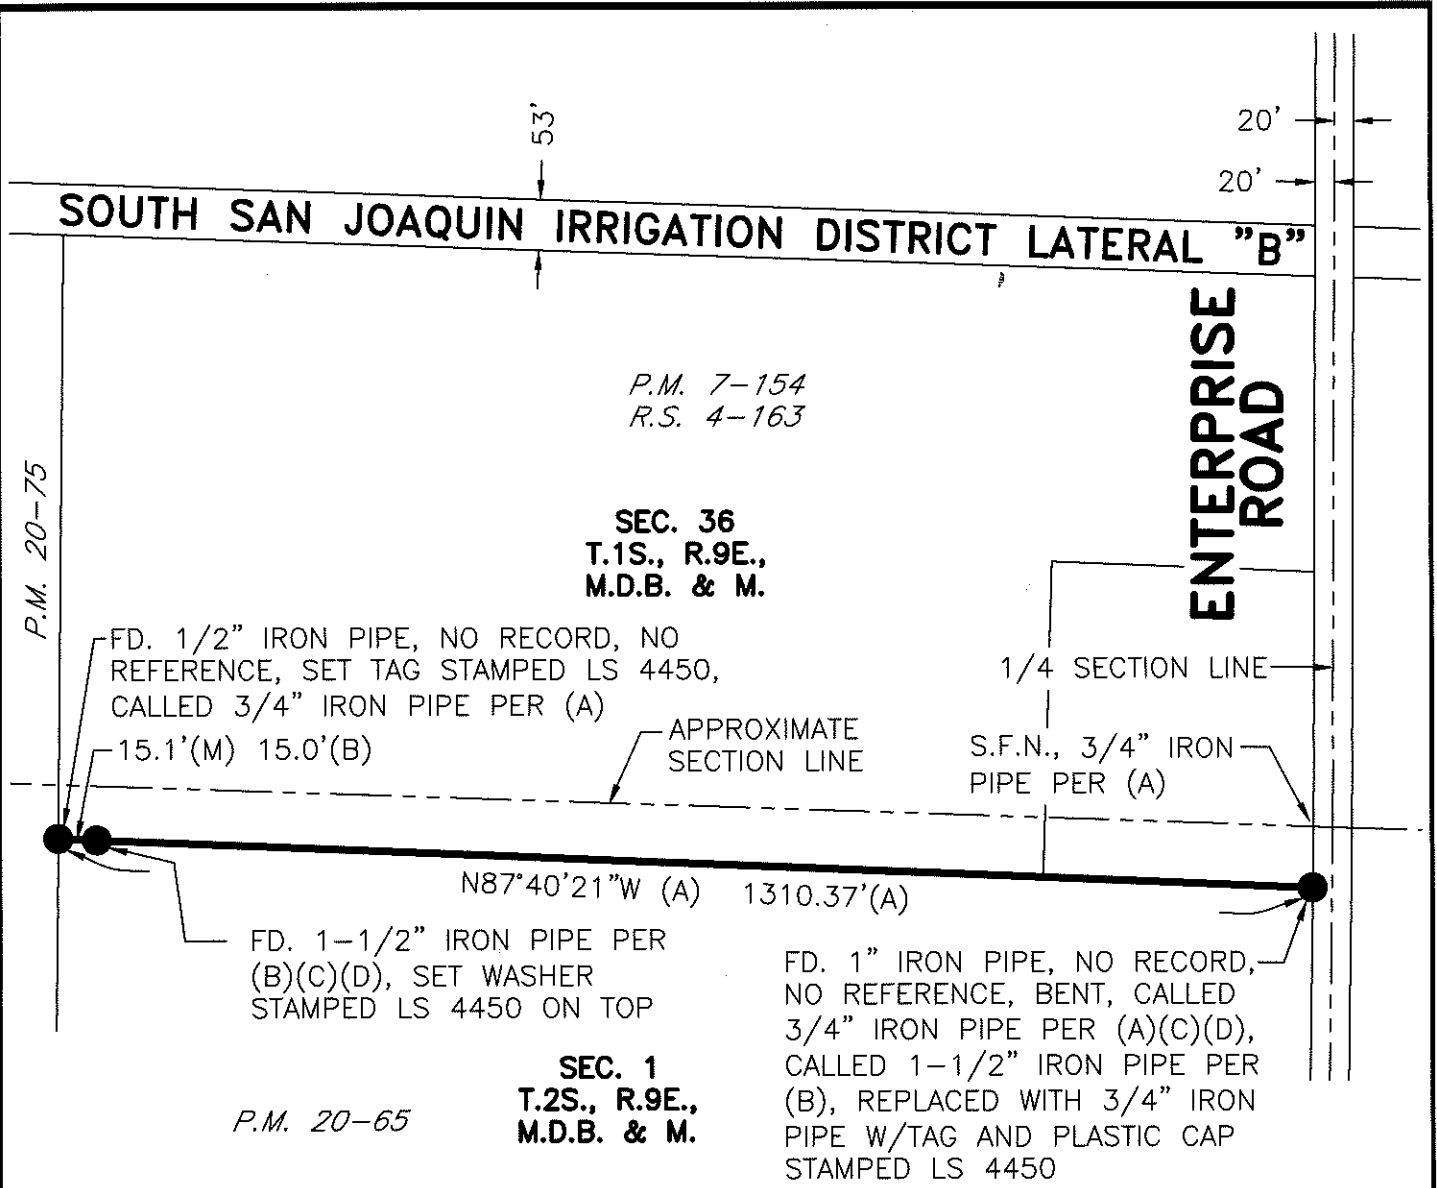 53'
20'
20'
SOUTH SAN JOAQUIN IRRIGATION DISTRICT LATERAL "B"
ENTERPRISE
ROAD
P.M. 7-154
R.S. 4-163
P.M. 20-75
SEC. 36
T.1S., R.9E.,
M.D.B. & M.
FD. 1/2" IRON PIPE, NO RECORD, NO
REFERENCE, SET TAG STAMPED LS 4450,
CALLED 3/4" IRON PIPE PER (A)
15.1'(M) 15.0'(B)
1/4 SECTION LINE
APPROXIMATE
SECTION LINE
S.F.N., 3/4" IRON
PIPE PER (A)
N87°40'21"W (A) 1310.37'(A)
FD. 1-1/2" IRON PIPE PER
(B)(C)(D), SET WASHER
STAMPED LS 4450 ON TOP
FD. 1" IRON PIPE, NO RECORD,
NO REFERENCE, BENT, CALLED
3/4" IRON PIPE PER (A)(C)(D),
CALLED 1-1/2" IRON PIPE PER
(B), REPLACED WITH 3/4" IRON
PIPE W/TAG AND PLASTIC CAP
STAMPED LS 4450
SEC. 1
T.2S., R.9E.,
M.D.B. & M.
P.M. 20-65